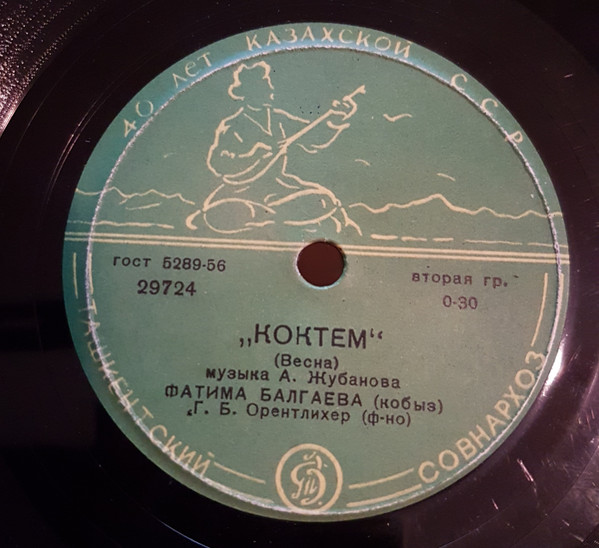 40 лет КАЗАХСКОЙ ССР
гост 5289-56
29724
вторая гр.
0-30
„КОКТЕМ“
(Весна)
музыка А. Жубанова
ФАТИМА БАЛГАЕВА (кобыз)
Г. Б. Орентлихер (ф-но)
ТАШКЕНТСКИЙ
СОВНАРХОЗ